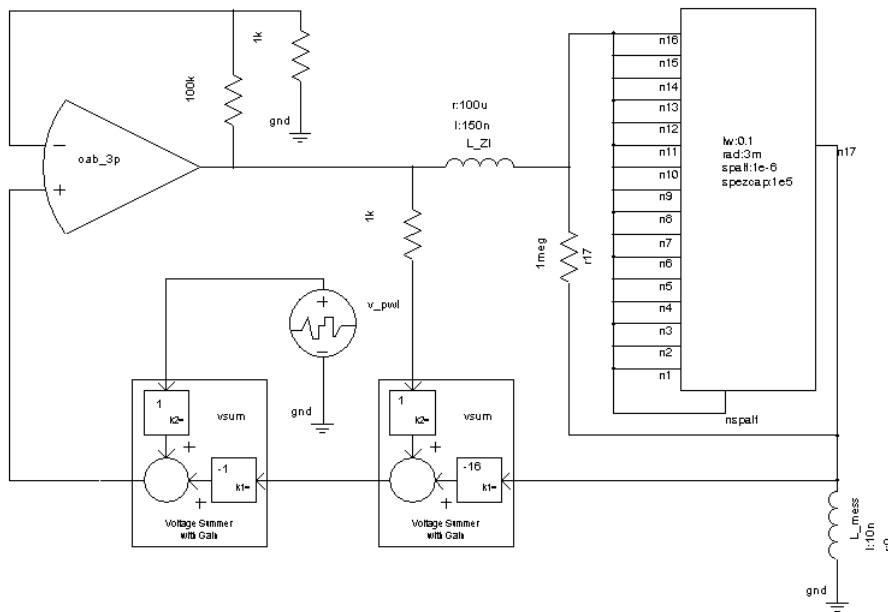 1k
100k
gnd
oab_3p
r:100u
l:150n
L_ZI
n16
n15
n14
n13
n12
n11
n10
n9
n8
n7
n6
n5
n4
n3
n2
n1
lw:0.1
rad:3m
spalt:1e-6
spezcap:1e5
n17
nspalt
1k
1meg
r17
v_pwl
gnd
1
k2=
vsum
-1
k1=
Voltage Summer
with Gain
1
k2=
vsum
-16
k1=
Voltage Summer
with Gain
L_mess
l:10n
gnd